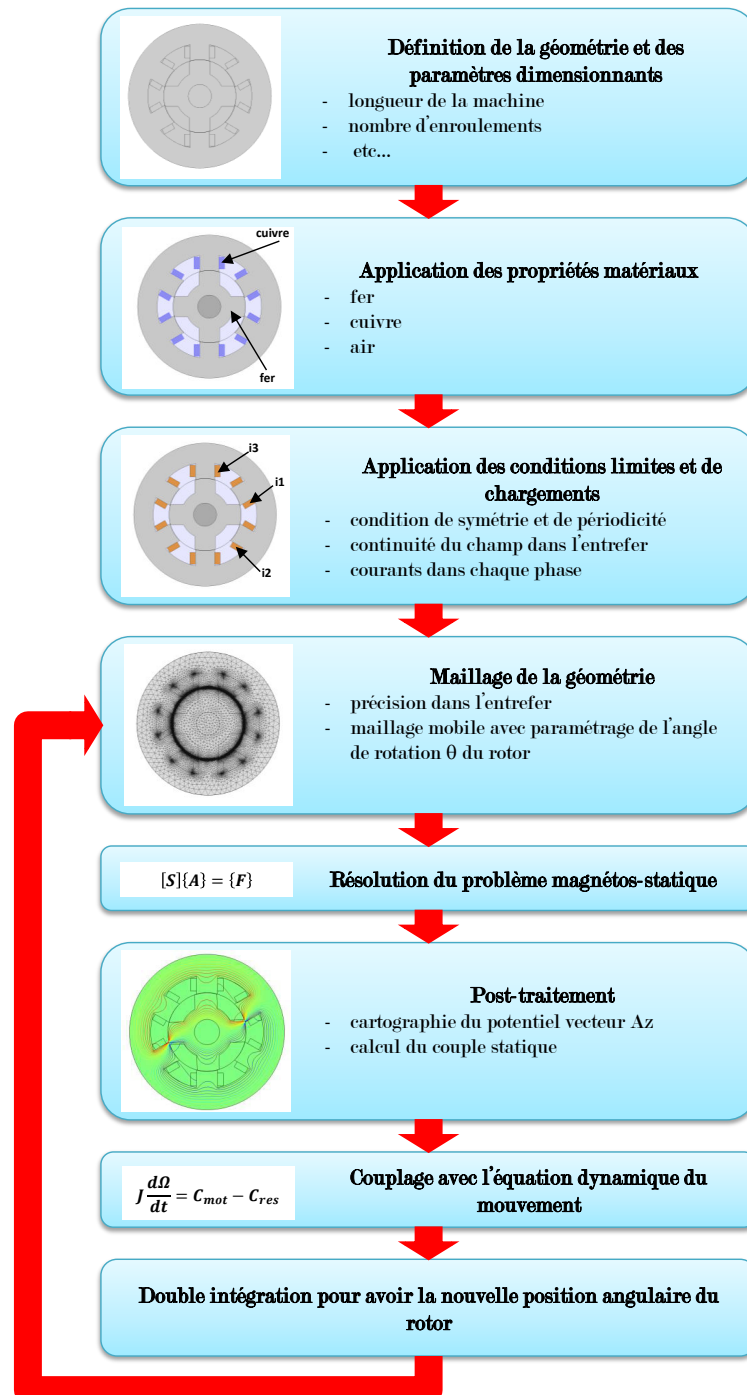 Définition de la géométrie et des
paramètres dimensionnants
- longueur de la machine
- nombre d'enroulements
- etc...
cuivre
fer
Application des propriétés matériaux
- fer
- cuivre
- air
i3
i1
i2
Application des conditions limites et de
chargements
- condition de symétrie et de périodicité
- continuité du champ dans l'entrefer
- courants dans chaque phase
Maillage de la géométrie
- précision dans l'entrefer
- maillage mobile avec paramétrage de l'angle
de rotation θ du rotor
[S]{A} = {F}
Résolution du problème magnétos-statique
Post-traitement
- cartographie du potentiel vecteur Az
- calcul du couple statique
J dΩ/dt = C_mot − C_res
Couplage avec l'équation dynamique du
mouvement
Double intégration pour avoir la nouvelle position angulaire du
rotor